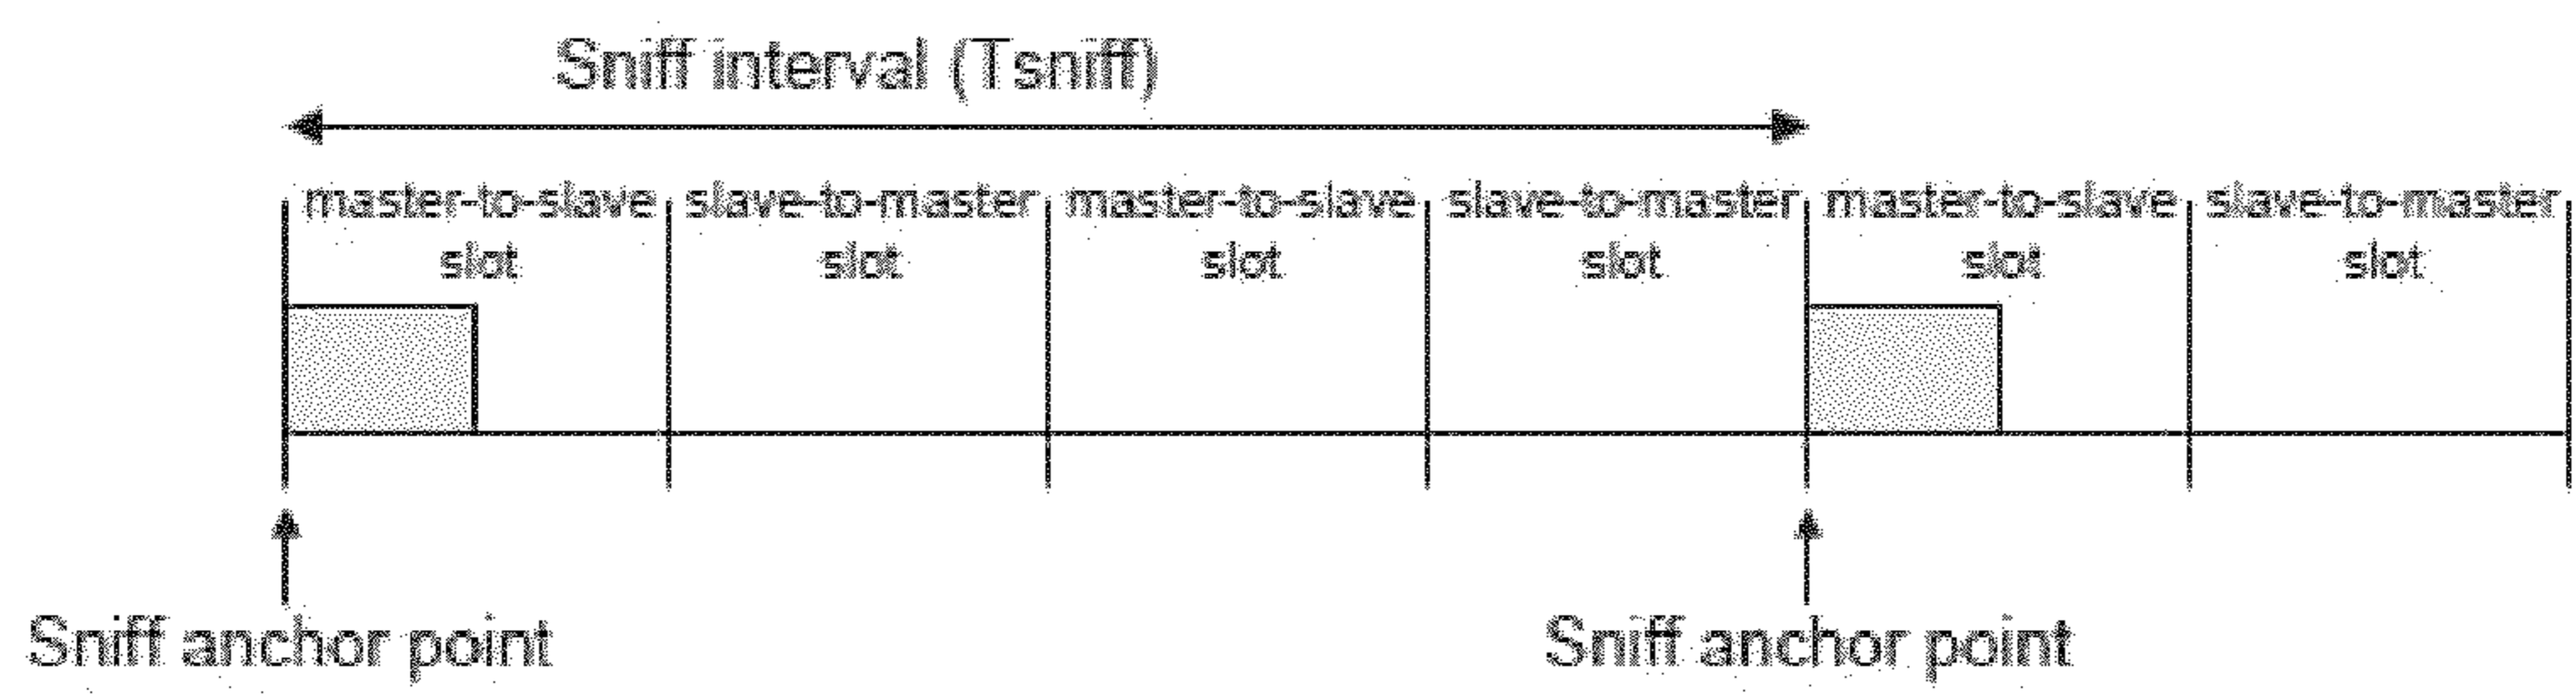 Sniff interval (Tsniff)
master-to-slave slave-to-master master-to-slave slave-to-master master-to-slave slave-to-master
slot slot slot slot slot slot
Sniff anchor point Sniff anchor point